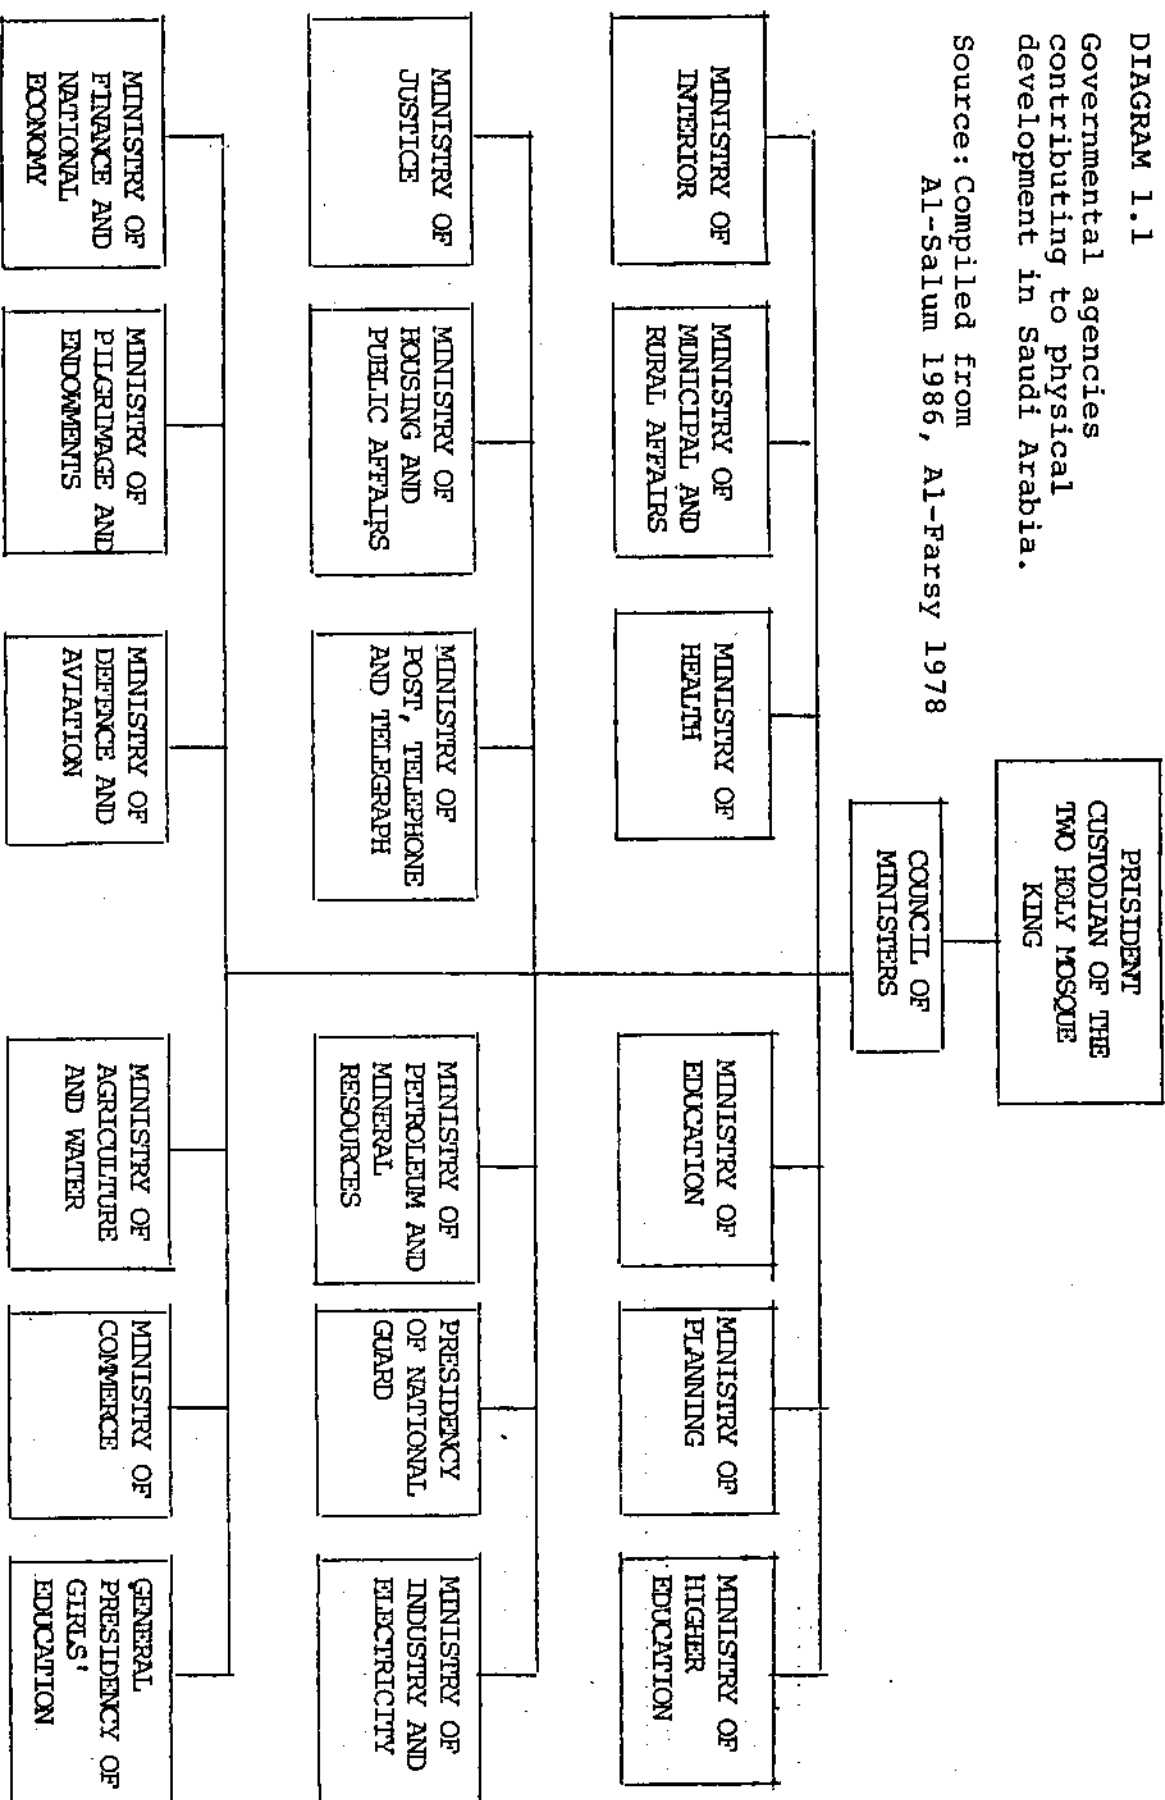 DIAGRAM 1.1
Governmental agencies
contributing to physical
development in Saudi Arabia.
Source: Compiled from
Al-Salum 1986, Al-Farsy 1978
PRISIDENT
CUSTODIAN OF THE
TWO HOLY MOSQUE
KING
COUNCIL OF
MINISTERS
MINISTRY OF
INTERIOR
MINISTRY OF
MUNICIPAL AND
RURAL AFFAIRS
MINISTRY OF
HEALTH
MINISTRY OF
EDUCATION
MINISTRY OF
PLANNING
MINISTRY OF
HIGHER
EDUCATION
MINISTRY OF
JUSTICE
MINISTRY OF
HOUSING AND
PUBLIC AFFAIRS
MINISTRY OF
POST, TELEPHONE
AND TELEGRAPH
MINISTRY OF
PETROLEUM AND
MINERAL
RESOURCES
PRESIDENCY
OF NATIONAL
GUARD
MINISTRY OF
INDUSTRY AND
ELECTRICITY
MINISTRY OF
FINANCE AND
NATIONAL
ECONOMY
MINISTRY OF
PILGRIMAGE AND
ENDOWMENTS
MINISTRY OF
DEFENCE AND
AVIATION
MINISTRY OF
AGRICULTURE
AND WATER
MINISTRY OF
COMMERCE
GENERAL
PRESIDENCY OF
GIRLS'
EDUCATION